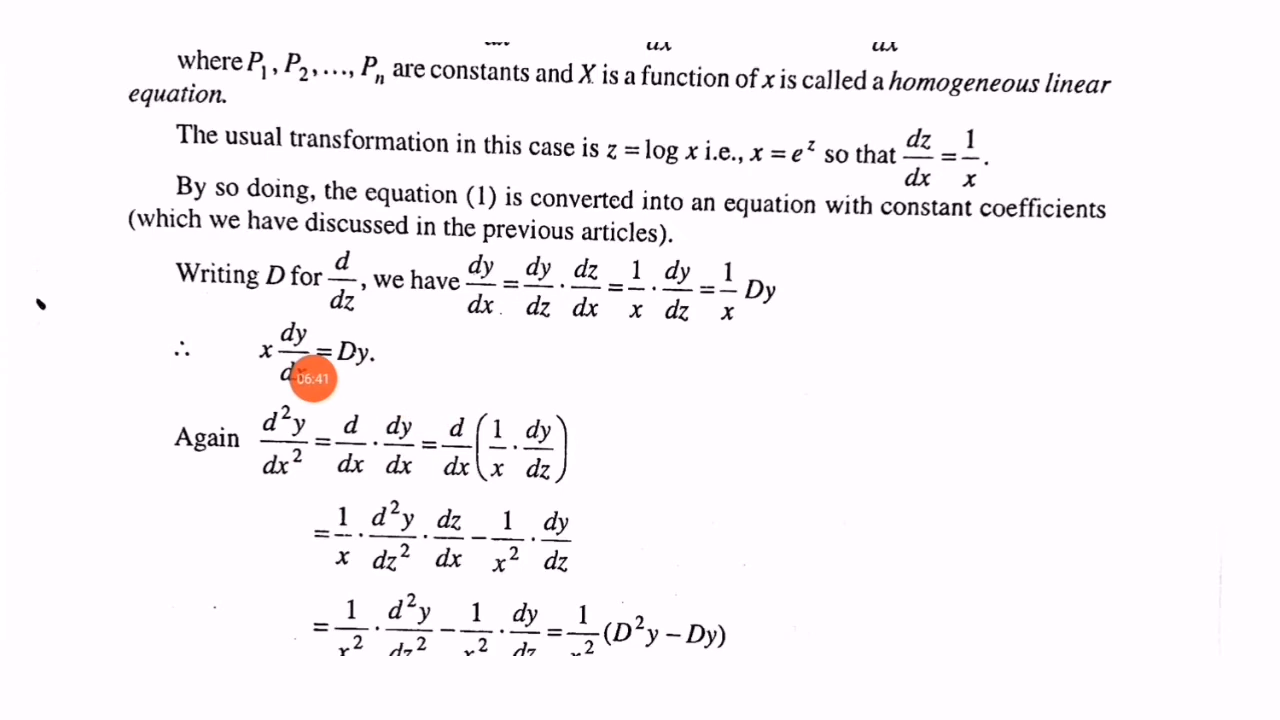 where P₁, P₂, ..., Pₙ are constants and X is a function of x is called a homogeneous linear
equation.
The usual transformation in this case is z = log x i.e., x = e^z so that dz/dx = 1/x.
By so doing, the equation (1) is converted into an equation with constant coefficients
(which we have discussed in the previous articles).
Writing D for d/dz, we have dy/dx = dy/dz · dz/dx = 1/x · dy/dz = 1/x Dy
∴ x dy/ = Dy.
06:41
Again d²y/dx² = d/dx · dy/dx = d/dx (1/x · dy/dz)
= 1/x · d²y/dz² · dz/dx − 1/x² · dy/dz
= 1/x² · d²y/dz² − 1/x² · dy/dz = 1/x² (D²y − Dy)